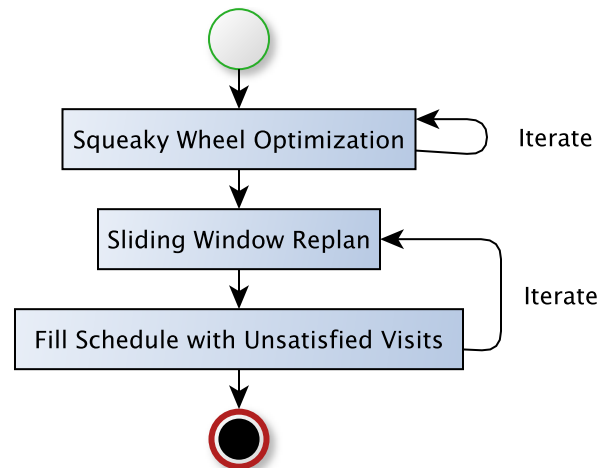 Squeaky Wheel Optimization
Iterate
Sliding Window Replan
Iterate
Fill Schedule with Unsatisfied Visits